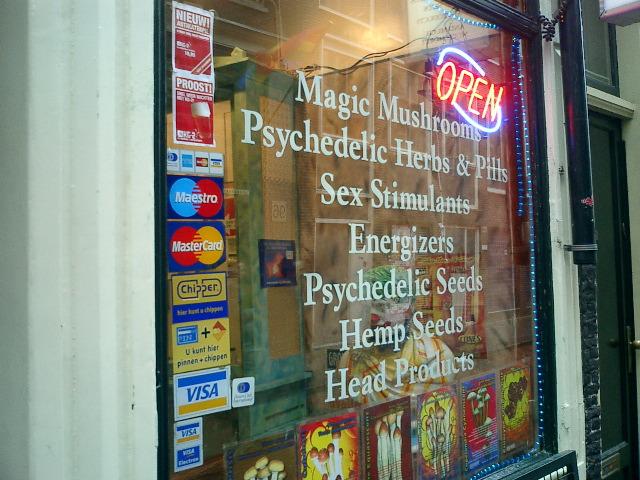 NIEUW!
PROOST!
Maestro
MasterCard
Chipper
hier kunt u chippen
U kunt hier
pinnen + chippen
VISA
VISA
Electron
OPEN
Magic Mushrooms
Psychedelic Herbs & Pills
Sex Stimulants
Energizers
Psychedelic Seeds
Hemp Seeds
Head Products